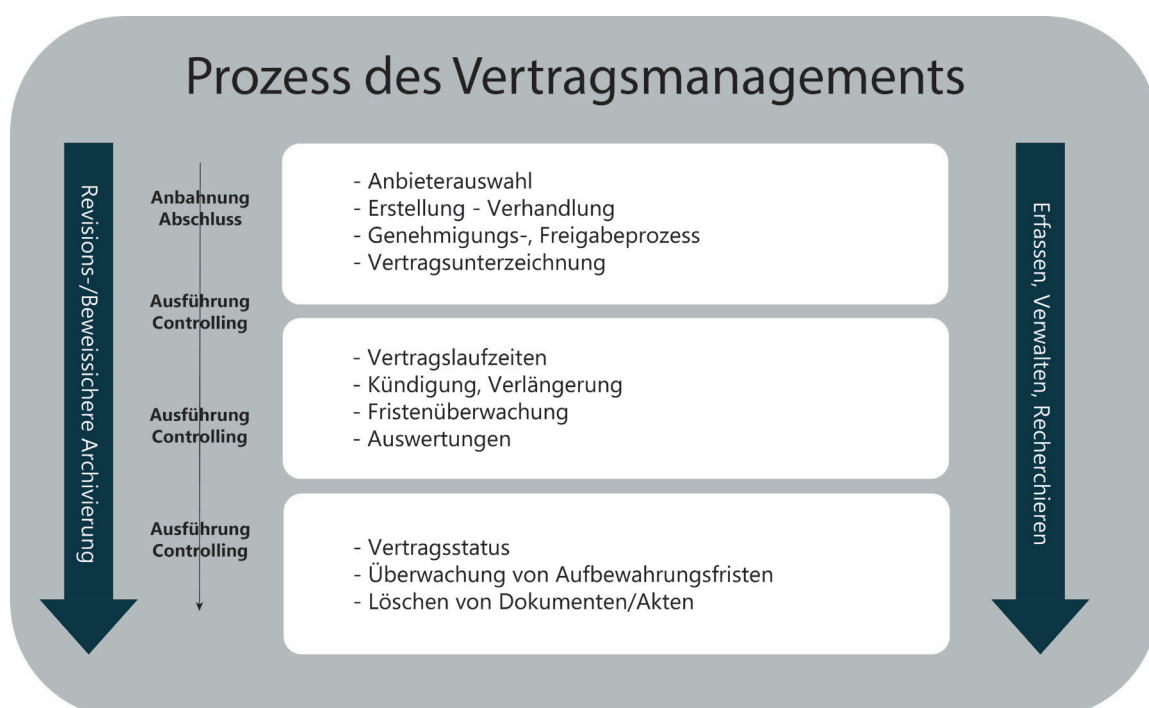 Prozess des Vertragsmanagements
Revisions-/Beweissichere Archivierung
Anbahnung
Abschluss
- Anbieterauswahl
- Erstellung - Verhandlung
- Genehmigungs-, Freigabeprozess
- Vertragsunterzeichnung
Ausführung
Controlling
- Vertragslaufzeiten
- Kündigung, Verlängerung
- Fristenüberwachung
- Auswertungen
Ausführung
Controlling
Ausführung
Controlling
- Vertragsstatus
- Überwachung von Aufbewahrungsfristen
- Löschen von Dokumenten/Akten
Erfassen, Verwalten, Recherchieren